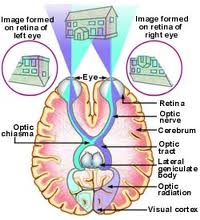 Image formed
on retina of
left eye
Image formed
on retina of
right eye
Eye
Retina
Optic
nerve
Cerebrum
Optic
chiasma
Optic
tract
Lateral
geniculate
body
Optic
radiation
Visual cortex